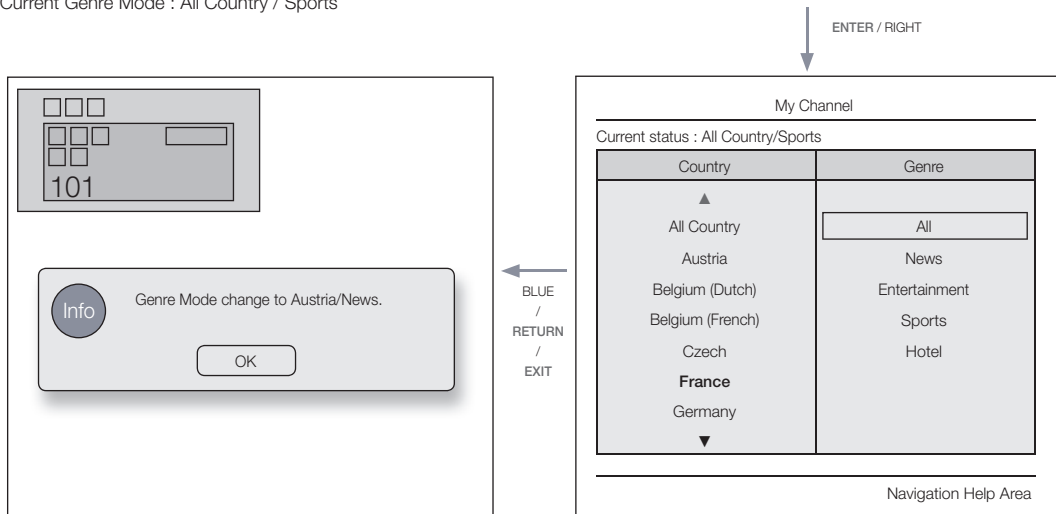 Current Genre Mode : All Country / Sports
ENTER / RIGHT
101
Info
Genre Mode change to Austria/News.
OK
BLUE
/
RETURN
/
EXIT
My Channel
Current status : All Country/Sports
Country Genre
▲
All Country All
Austria News
Belgium (Dutch) Entertainment
Belgium (French) Sports
Czech Hotel
France
Germany
▼
Navigation Help Area